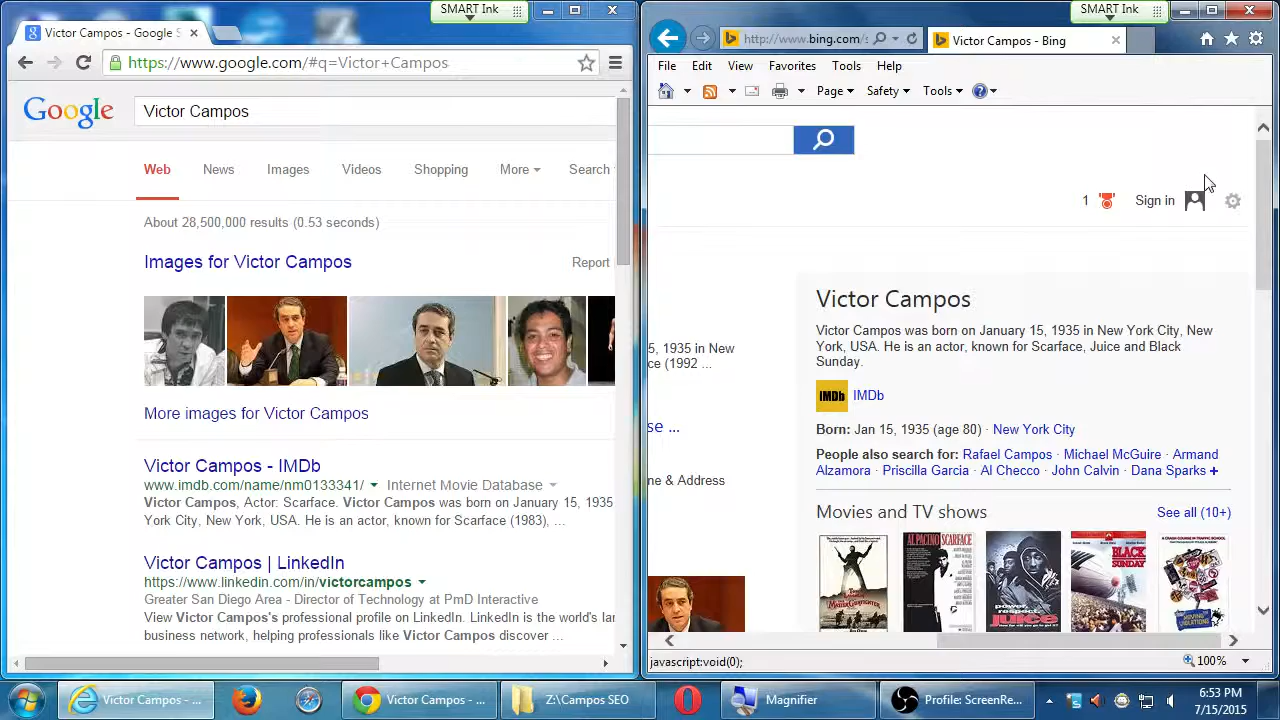 SMART Ink
Victor Campos - Google S
https://www.google.com/#q=Victor+Campos
Google
Victor Campos
Web News Images Videos Shopping More Search
About 28,500,000 results (0.53 seconds)
Images for Victor Campos
Report
More images for Victor Campos
Victor Campos - IMDb
www.imdb.com/name/nm0133341/ Internet Movie Database
Victor Campos, Actor: Scarface. Victor Campos was born on January 15, 1935
York City, New York, USA. He is an actor, known for Scarface (1983), ...
Victor Campos | LinkedIn
https://www.linkedin.com/in/victorcampos
Greater San Diego Area - Director of Technology at PmD Interactive
View Victor Campos's professional profile on LinkedIn. LinkedIn is the world's
business network, helping professionals like Victor Campos discover ...
SMART Ink
http://www.bing.com/s
Victor Campos - Bing
File Edit View Favorites Tools Help
Page Safety Tools
1 Sign in
5, 1935 in New
ce (1992 ...
se ...
ne & Address
Victor Campos
Victor Campos was born on January 15, 1935 in New York City, New
York, USA. He is an actor, known for Scarface, Juice and Black
Sunday.
IMDb IMDb
Born: Jan 15, 1935 (age 80) · New York City
People also search for: Rafael Campos · Michael McGuire · Armand
Alzamora · Priscilla Garcia · Al Checco · John Calvin · Dana Sparks +
Movies and TV shows
See all (10+)
AL PACINO SCARFACE
juice
BLACK
SUNDAY
javascript:void(0);
100%
Victor Campos - ...
Victor Campos - ...
Z:\Campos SEO
Magnifier
Profile: ScreenRe...
6:53 PM
7/15/2015